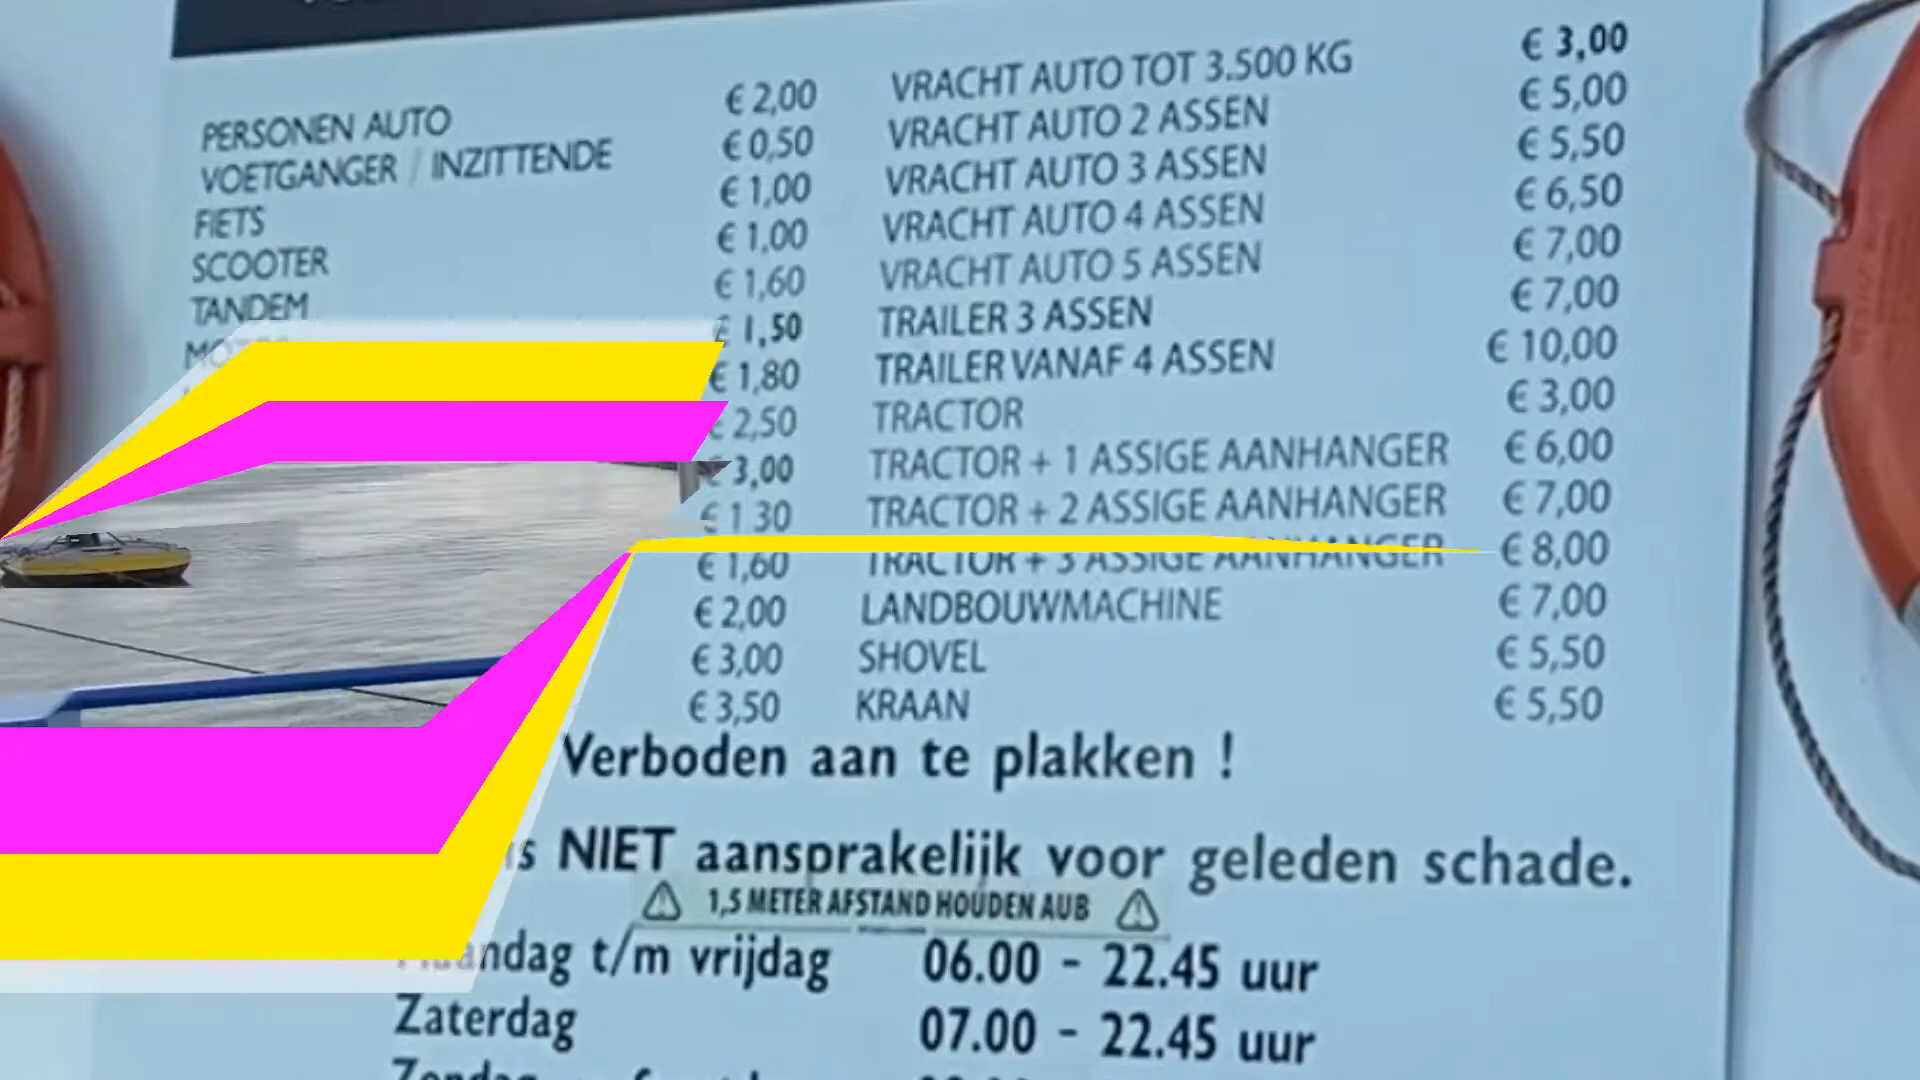 PERSONEN AUTO € 2,00
VOETGANGER / INZITTENDE € 0,50
FIETS € 1,00
SCOOTER € 1,00
TANDEM € 1,60
€ 1,50
€ 1,80
€ 2,50
€ 3,00
€ 1 30
€ 1,60
€ 2,00
€ 3,00
€ 3,50
VRACHT AUTO TOT 3.500 KG € 3,00
VRACHT AUTO 2 ASSEN € 5,00
VRACHT AUTO 3 ASSEN € 5,50
VRACHT AUTO 4 ASSEN € 6,50
VRACHT AUTO 5 ASSEN € 7,00
TRAILER 3 ASSEN € 7,00
TRAILER VANAF 4 ASSEN € 10,00
TRACTOR € 3,00
TRACTOR + 1 ASSIGE AANHANGER € 6,00
TRACTOR + 2 ASSIGE AANHANGER € 7,00
TRACTOR + 3 ASSIGE AANHANGER € 8,00
LANDBOUWMACHINE € 7,00
SHOVEL € 5,50
KRAAN € 5,50
Verboden aan te plakken !
is NIET aansprakelijk voor geleden schade.
1,5 METER AFSTAND HOUDEN AUB
Maandag t/m vrijdag 06.00 - 22.45 uur
Zaterdag 07.00 - 22.45 uur